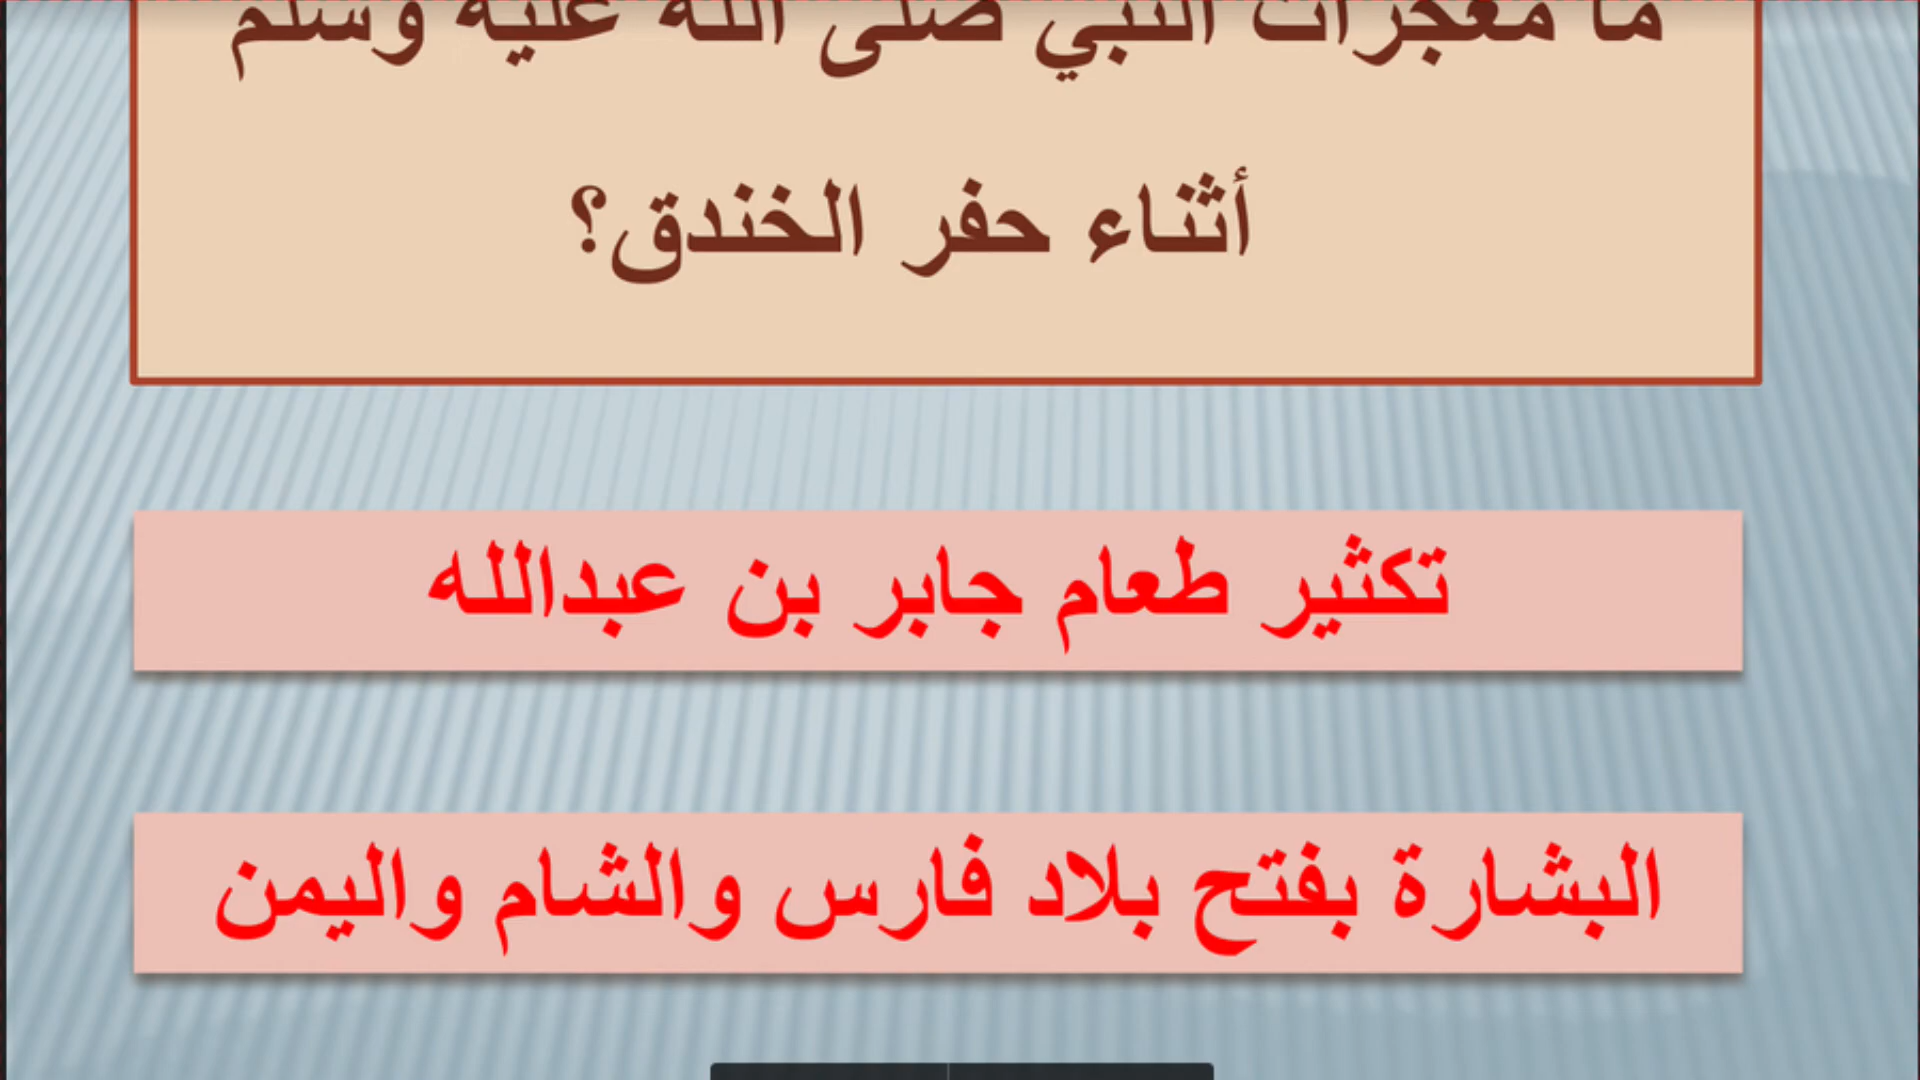 ما معجزات النبي صلى الله عليه وسلم
أثناء حفر الخندق؟
تكثير طعام جابر بن عبدالله
البشارة بفتح بلاد فارس والشام واليمن